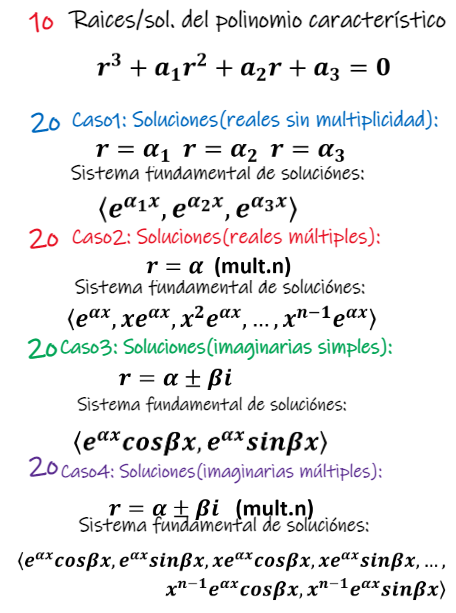 1o Raices/sol. del polinomio característico
r³ + a₁r² + a₂r + a₃ = 0
2o Caso1: Soluciones(reales sin multiplicidad):
r = α₁ r = α₂ r = α₃
Sistema fundamental de soluciónes:
⟨e^{α₁x}, e^{α₂x}, e^{α₃x}⟩
2o Caso2: Soluciones(reales múltiples):
r = α (mult.n)
Sistema fundamental de soluciónes:
⟨e^{αx}, xe^{αx}, x²e^{αx}, …, x^{n−1}e^{αx}⟩
2o Caso3: Soluciones(imaginarias simples):
r = α ± βi
Sistema fundamental de soluciónes:
⟨e^{αx}cosβx, e^{αx}sinβx⟩
2o Caso4: Soluciones(imaginarias múltiples):
r = α ± βi (mult.n)
Sistema fundamental de soluciónes:
⟨e^{αx}cosβx, e^{αx}sinβx, xe^{αx}cosβx, xe^{αx}sinβx, …,
x^{n−1}e^{αx}cosβx, x^{n−1}e^{αx}sinβx⟩